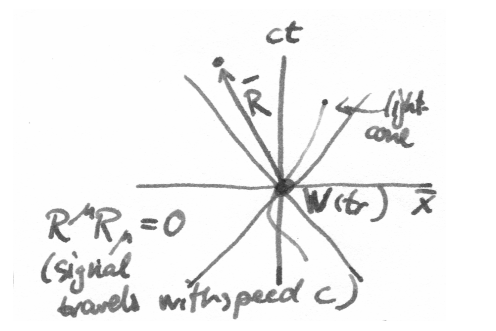 ct
R̄
light-
cone
W(tr)
x̄
R^μR_μ=0
(signal
travels with speed c)